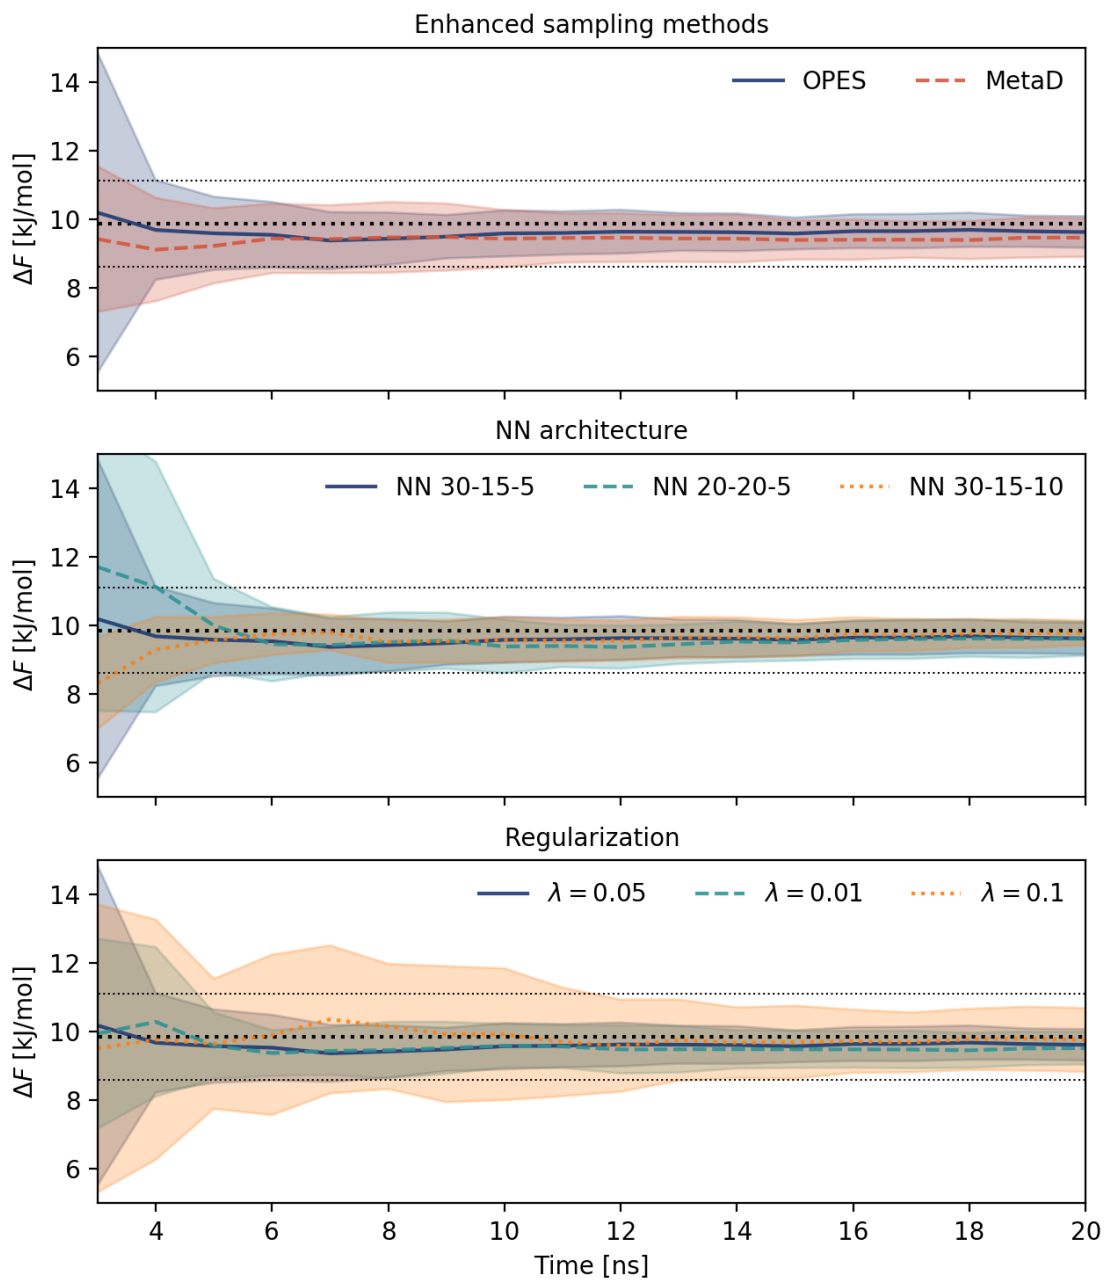 Enhanced sampling methods
OPES MetaD
14
12
10
8
6
ΔF [kJ/mol]
NN architecture
NN 30-15-5 NN 20-20-5 NN 30-15-10
14
12
10
8
6
ΔF [kJ/mol]
Regularization
λ = 0.05 λ = 0.01 λ = 0.1
14
12
10
8
6
ΔF [kJ/mol]
4 6 8 10 12 14 16 18 20
Time [ns]